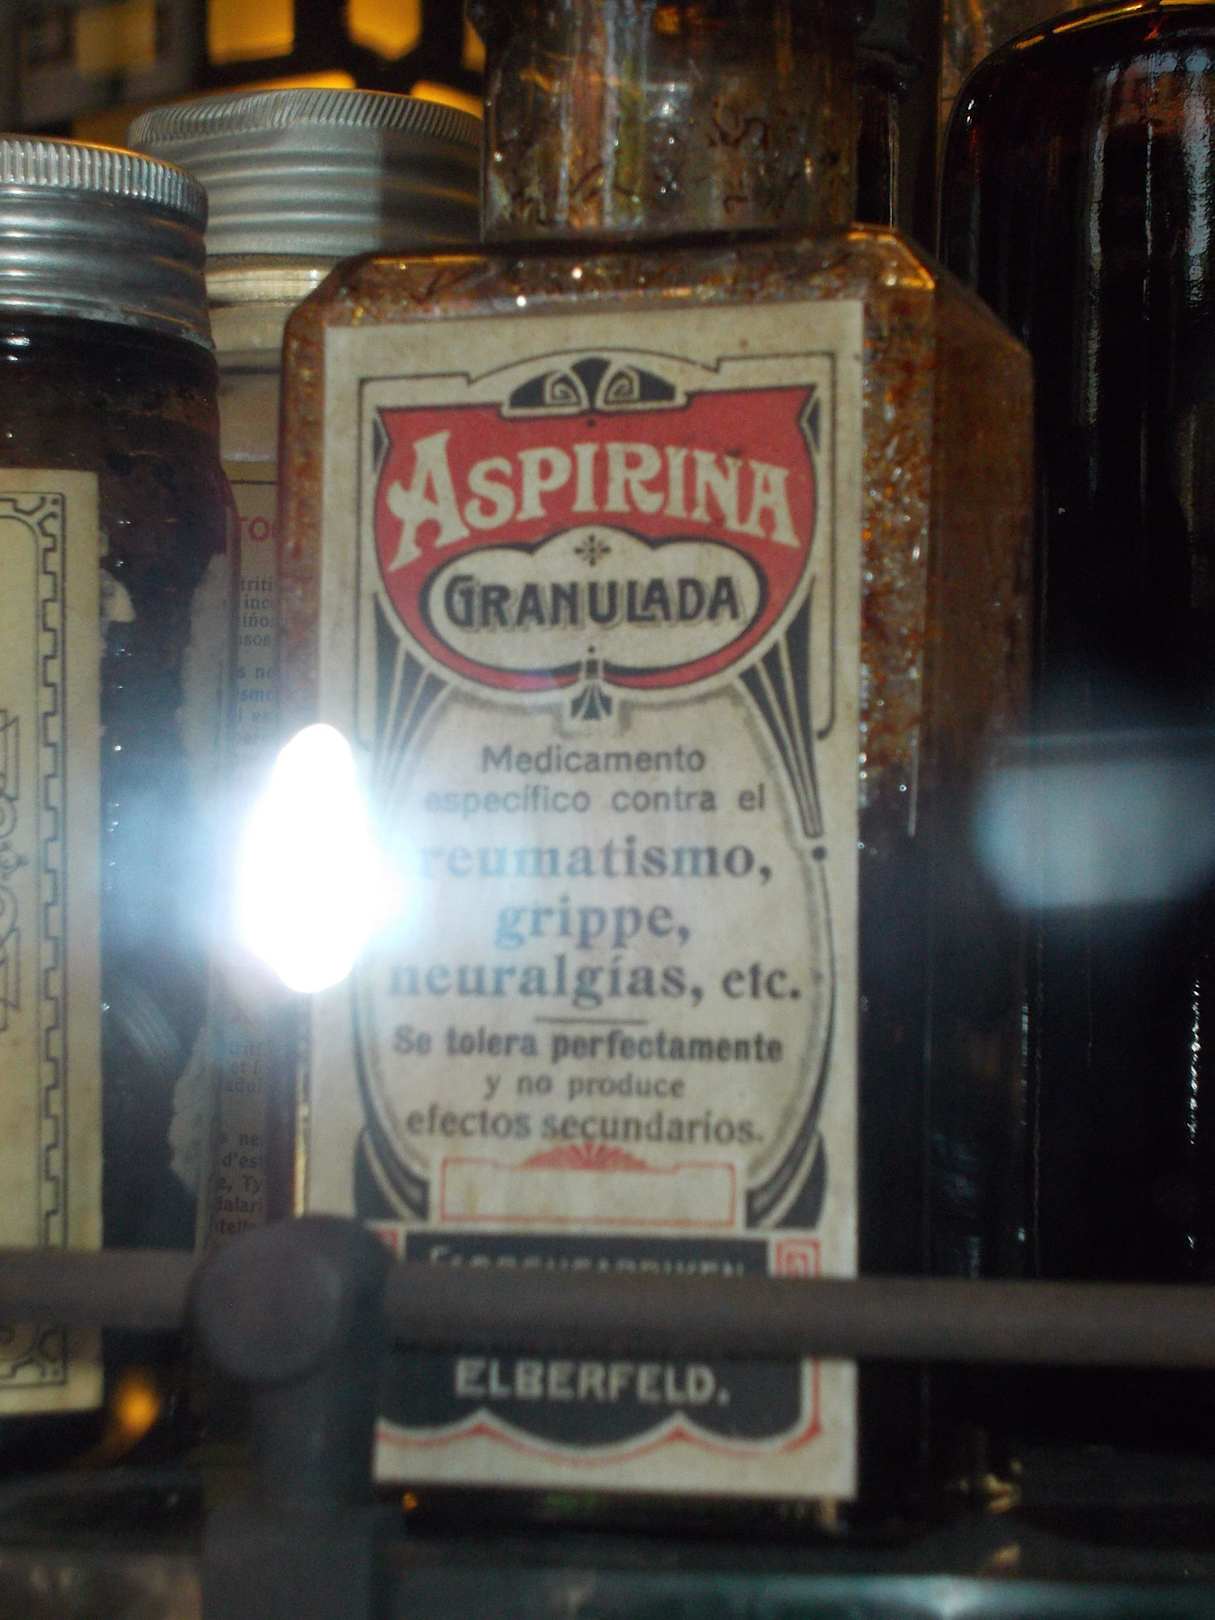 ASPIRINA
GRANULADA
Medicamento
específico contra el
reumatismo,
grippe,
neuralgías, etc.
Se tolera perfectamente
y no produce
efectos secundarios.
ELBERFELD.